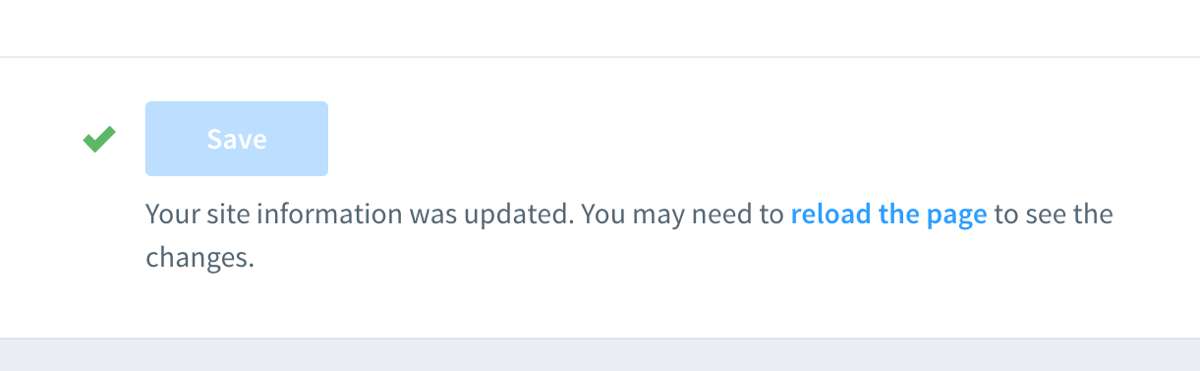 Save
Your site information was updated. You may need to reload the page to see the
changes.